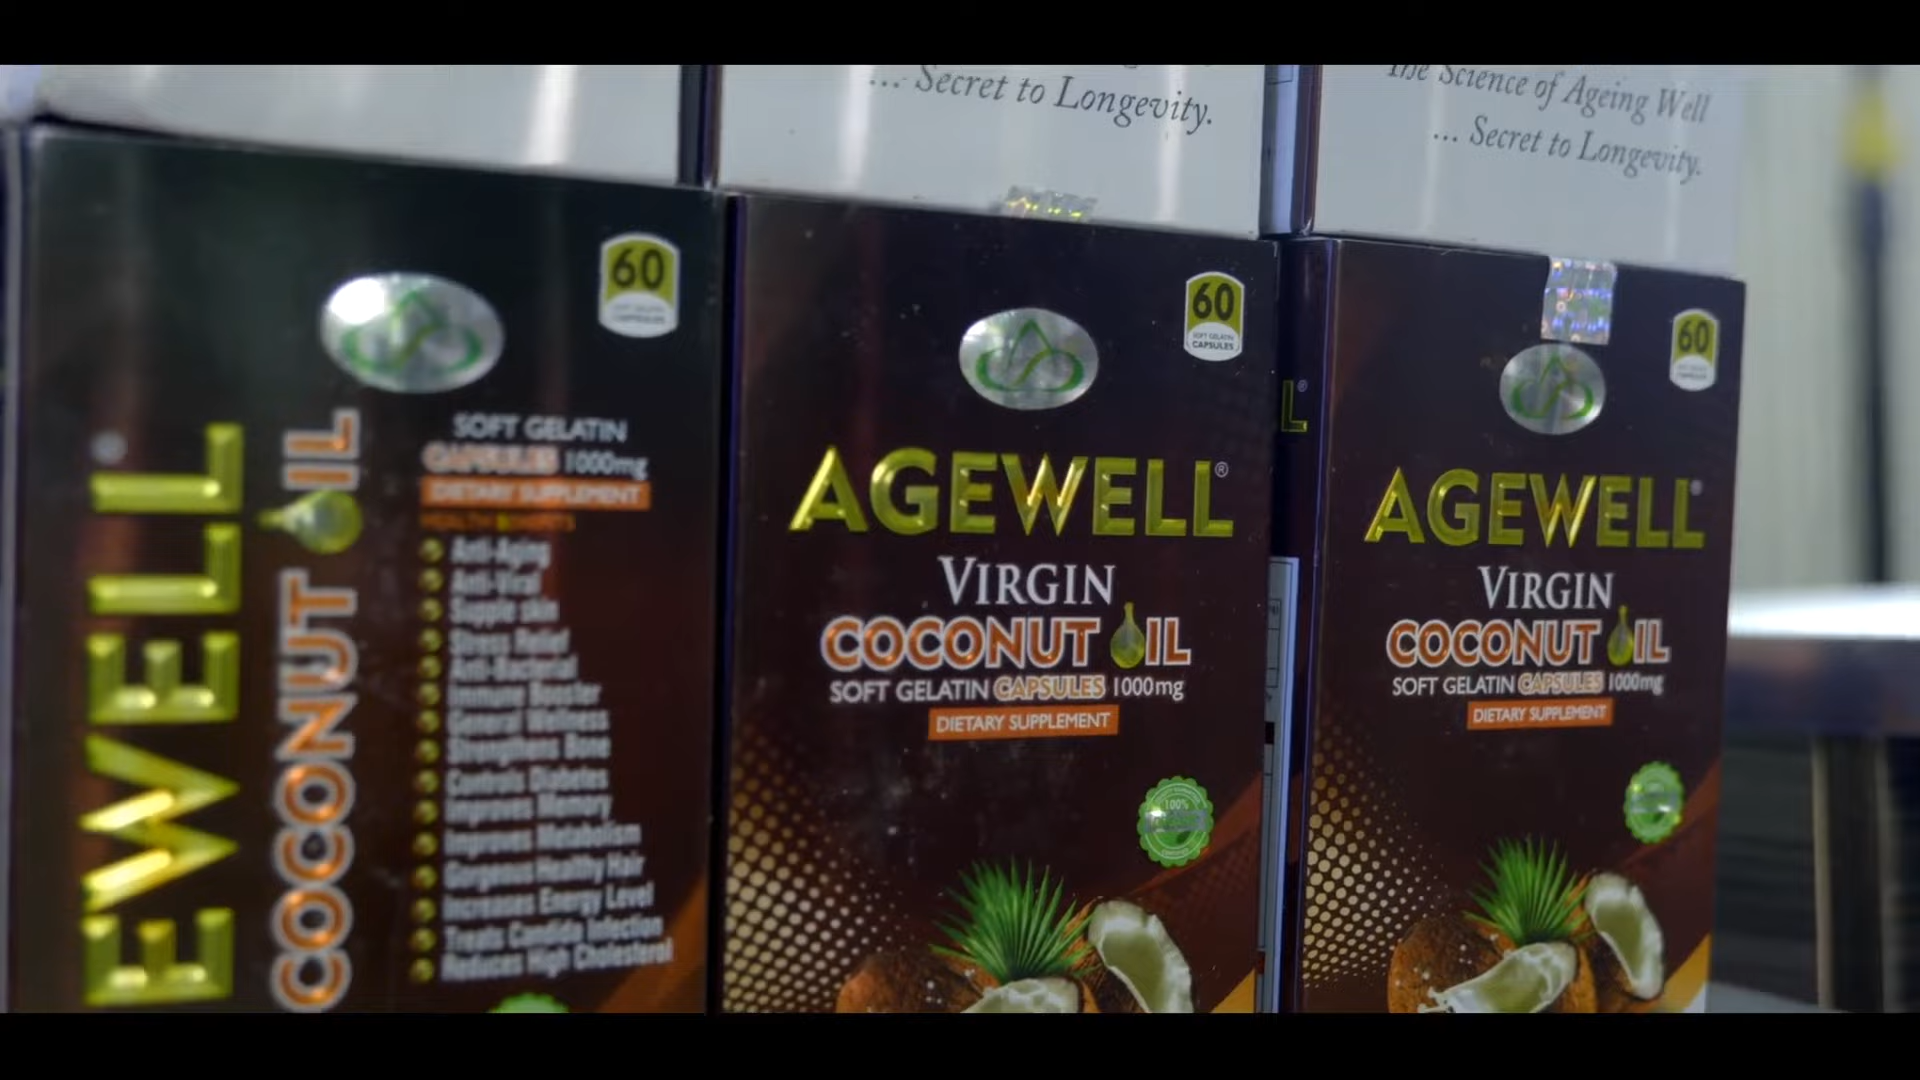 ... Secret to Longevity.
The Science of Ageing Well
... Secret to Longevity.
EWELL
COCONUT OIL
60
SOFT GELATIN
CAPSULES 1000mg
DIETARY SUPPLEMENT
HEALTH BENEFITS
Anti-Aging
Anti-Viral
Supple skin
Stress Relief
Anti-Bacterial
Immune Booster
General Wellness
Strengthens Bone
Controls Diabetes
Improves Memory
Improves Metabolism
Gorgeous Healthy Hair
Increases Energy Level
Treats Candida Infection
Reduces High Cholesterol
60
SOFT GELATIN
CAPSULES
AGEWELL®
VIRGIN
COCONUT OIL
SOFT GELATIN CAPSULES 1000mg
DIETARY SUPPLEMENT
100%
L®
60
AGEWELL®
VIRGIN
COCONUT OIL
SOFT GELATIN CAPSULES 1000mg
DIETARY SUPPLEMENT